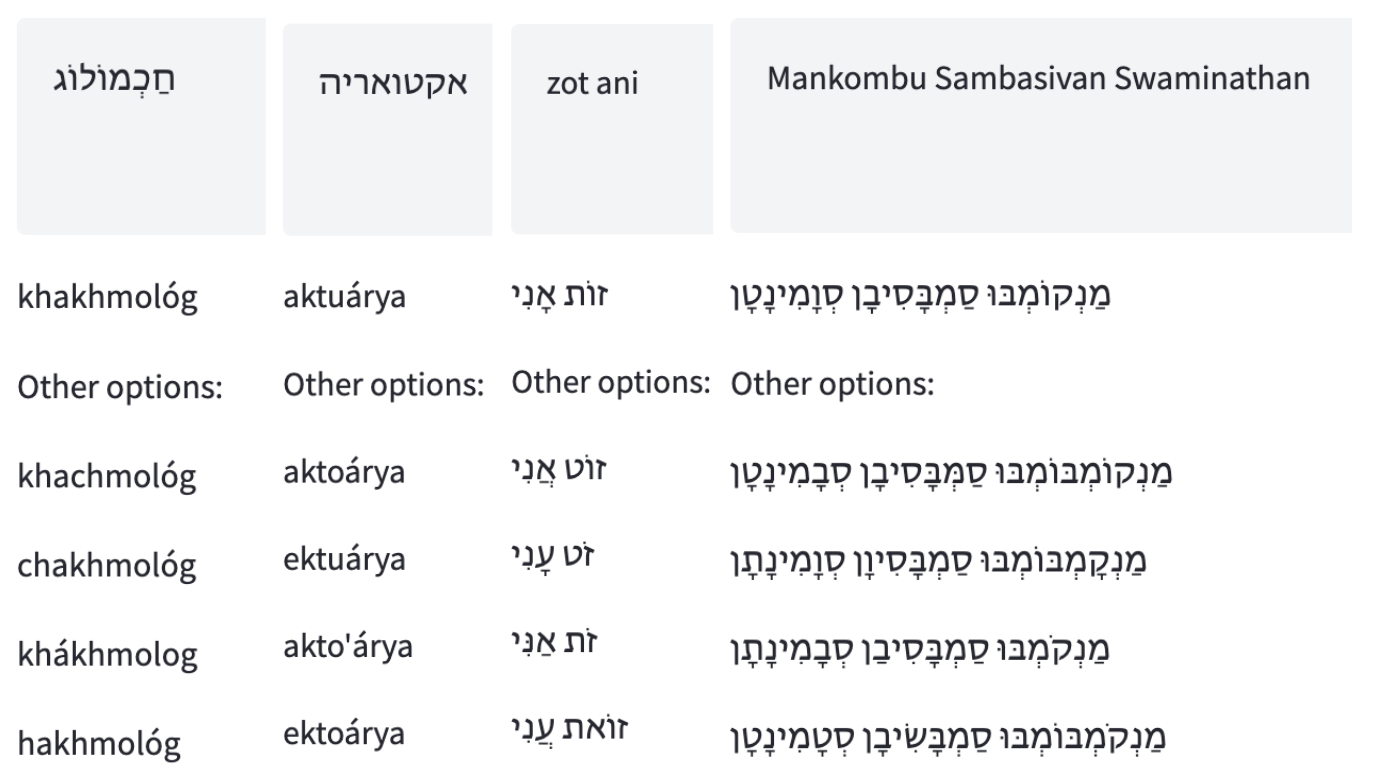 חַכְמוֹלוֹג
אקטואריה
zot ani
Mankombu Sambasivan Swaminathan
khakhmológ
aktuárya
זוֹת אָנִי
מַנְקוֹמְבּוּ סַמְבָּסִיבָן סְוָמִינָטָן
Other options:
Other options:
Other options:
Other options:
khachmológ
aktoárya
זוֹט אֲנִי
מַנְקוֹמְבּוֹמְבּוּ סַמְּבָּסִיבָן סְבָמִינָטָן
chakhmológ
ektuárya
זֹט עָנִי
מַנְקָמְבּוֹמְבּוּ סַמְבָּסִיוָן סְוָמִינָתָן
khákhmolog
akto'árya
זֹת אַנִּי
מַנְקֹמְבּוּ סַמְבָּסִיבַן סְבָמִינָתָן
hakhmológ
ektoárya
זוֹאת עֲנִי
מַנְקֹמְבּוֹמְבּוּ סַמְבָּשִׂיבָן סְטָמִינָטָן